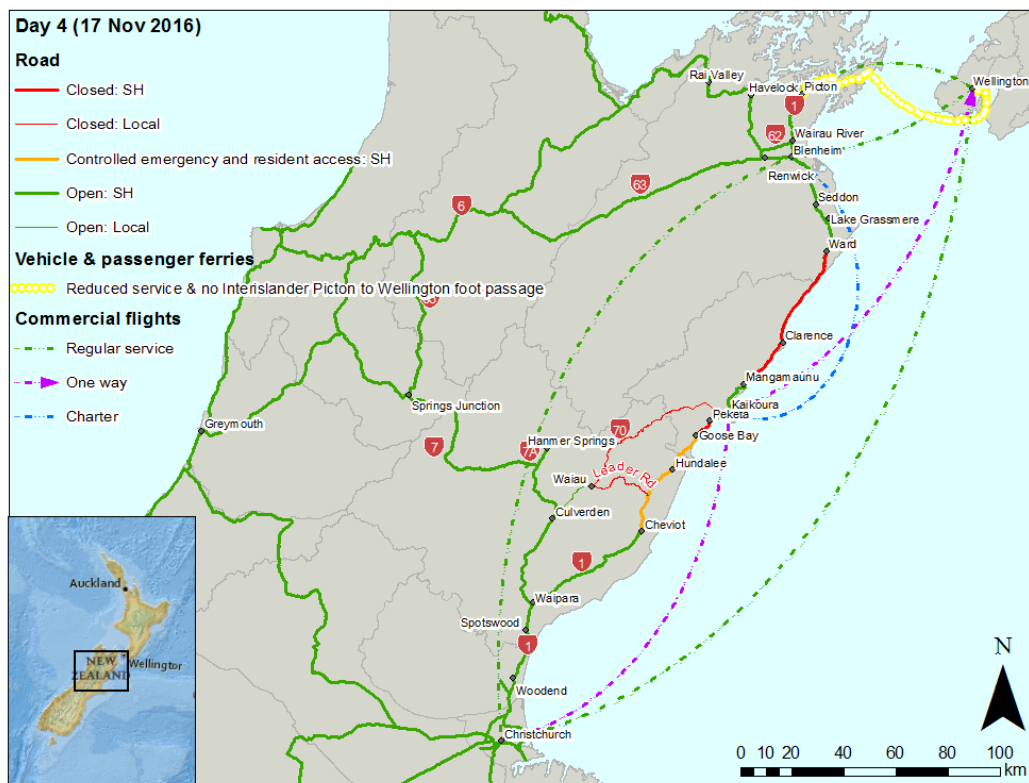 Day 4 (17 Nov 2016)
Road
Closed: SH
Closed: Local
Controlled emergency and resident access: SH
Open: SH
Open: Local
Vehicle & passenger ferries
Reduced service & no Interislander Picton to Wellington foot passage
Commercial flights
Regular service
One way
Charter
Rai Valley
Havelock
Picton
Wellington
1
62
Wairau River
Blenheim
Renwick
63
6
Seddon
Lake Grassmere
Ward
Clarence
Mangamaunu
Kaikoura
Peketa
Goose Bay
Springs Junction
Greymouth
Hanmer Springs
70
7
7A
Hundalee
Leader Rd
Waiau
Culverden
Cheviot
1
Waipara
Spotswood
1
Woodend
Christchurch
Auckland
NEW
ZEALAND
Wellington
N
0 10 20 40 60 80 100
km